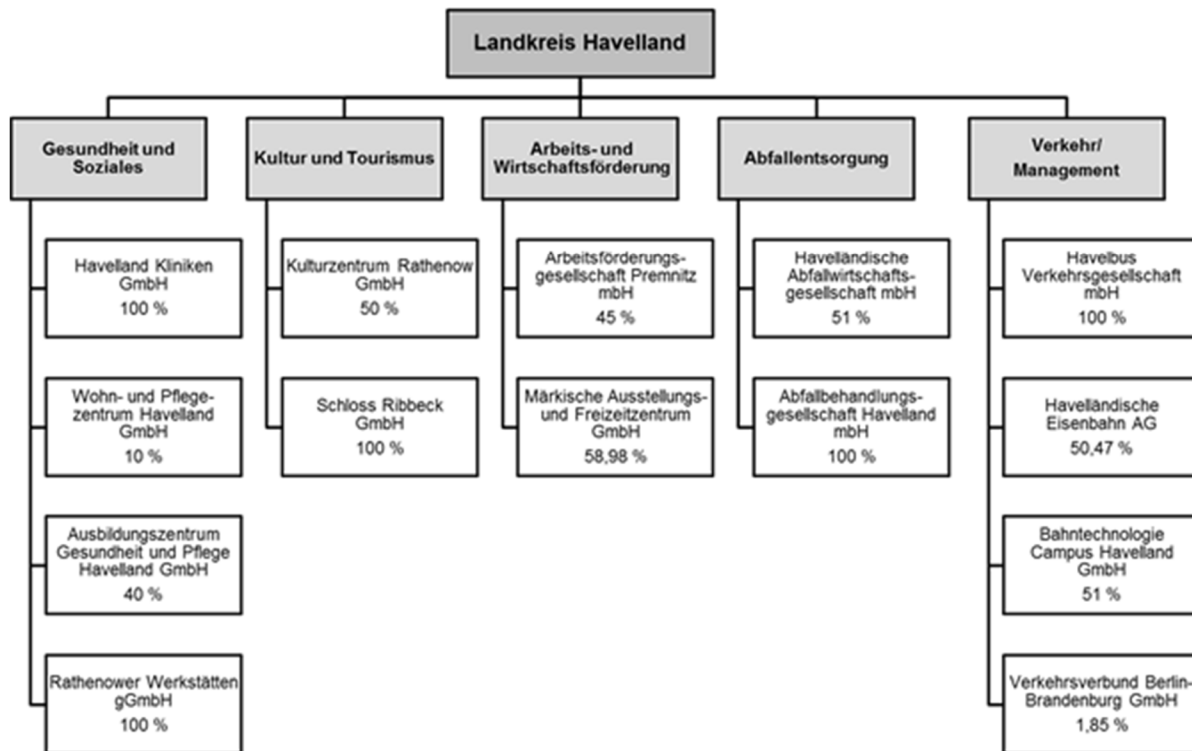 Landkreis Havelland
Gesundheit und
Soziales
Kultur und Tourismus
Arbeits- und
Wirtschaftsförderung
Abfallentsorgung
Verkehr/
Management
Havelland Kliniken
GmbH
100 %
Wohn- und Pflege-
zentrum Havelland
GmbH
10 %
Ausbildungszentrum
Gesundheit und Pflege
Havelland GmbH
40 %
Rathenower Werkstätten
gGmbH
100 %
Kulturzentrum Rathenow
GmbH
50 %
Schloss Ribbeck
GmbH
100 %
Arbeitsförderungs-
gesellschaft Premnitz
mbH
45 %
Märkische Ausstellungs-
und Freizeitzentrum
GmbH
58,98 %
Havelländische
Abfallwirtschafts-
gesellschaft mbH
51 %
Abfallbehandlungs-
gesellschaft Havelland
mbH
100 %
Havelbus
Verkehrsgesellschaft
mbH
100 %
Havelländische
Eisenbahn AG
50,47 %
Bahntechnologie
Campus Havelland
GmbH
51 %
Verkehrsverbund Berlin-
Brandenburg GmbH
1,85 %